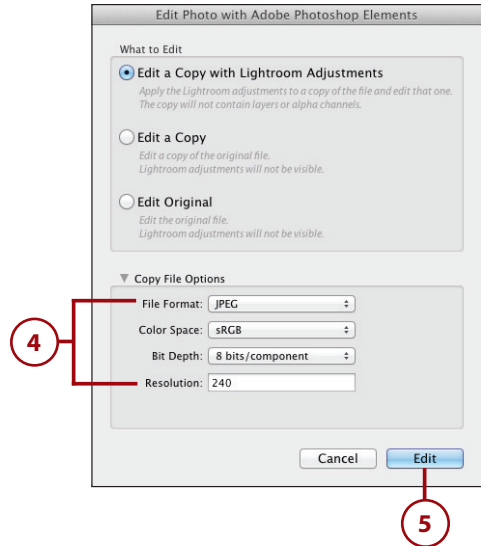 Edit Photo with Adobe Photoshop Elements
What to Edit
Edit a Copy with Lightroom Adjustments
Apply the Lightroom adjustments to a copy of the file and edit that one.
The copy will not contain layers or alpha channels.
Edit a Copy
Edit a copy of the original file.
Lightroom adjustments will not be visible.
Edit Original
Edit the original file.
Lightroom adjustments will not be visible.
Copy File Options
File Format: JPEG
Color Space: sRGB
4
Bit Depth: 8 bits/component
Resolution: 240
Cancel Edit
5